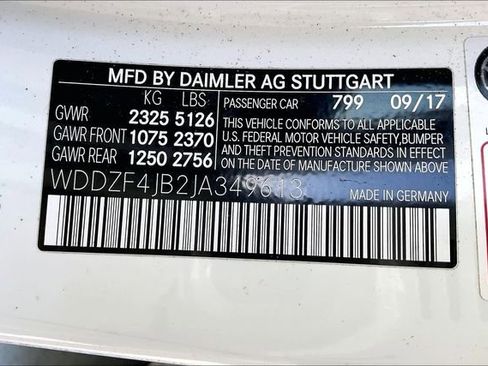 MFD BY DAIMLER AG STUTTGART
KG LBS
GVWR 2325 5126
GAWR FRONT 1075 2370
GAWR REAR 1250 2756
PASSENGER CAR 799 09/17
THIS VEHICLE CONFORMS TO ALL APPLICABLE
U.S. FEDERAL MOTOR VEHICLE SAFETY, BUMPER
AND THEFT PREVENTION STANDARDS IN EFFECT
ON THE DATE OF MANUFACTURE SHOWN ABOVE.
WDDZF4JB2JA349613
MADE IN GERMANY